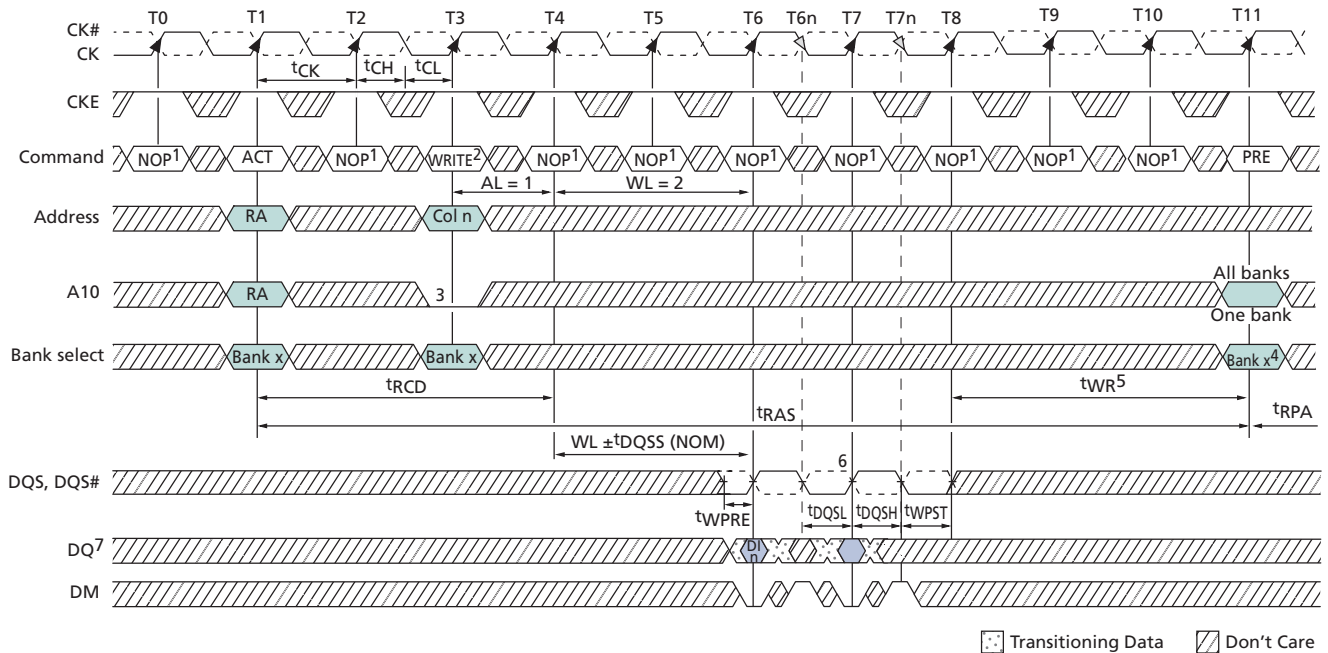 T0 T1 T2 T3 T4 T5 T6 T6n T7 T7n T8 T9 T10 T11
CK#
CK
tCK tCH tCL
CKE
Command NOP1 ACT NOP1 WRITE2 NOP1 NOP1 NOP1 NOP1 NOP1 NOP1 NOP1 PRE
AL = 1 WL = 2
Address RA Col n
All banks
A10 RA 3
One bank
Bank select Bank x Bank x Bank x4
tRCD tWR5
tRAS tRPA
WL ±tDQSS (NOM)
6
DQS, DQS#
tWPRE tDQSL tDQSH tWPST
DQ7 DI n
DM
Transitioning Data Don't Care